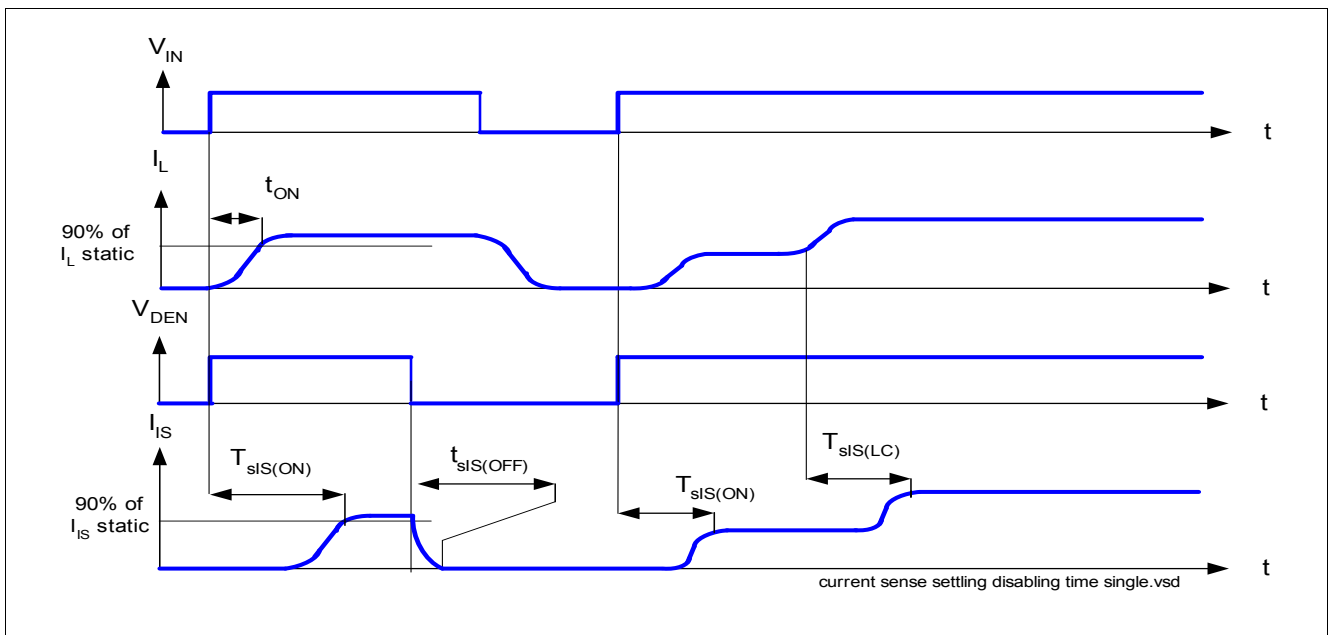 V_IN
t
I_L
t_ON
90% of
I_L static
t
V_DEN
t
I_IS
T_sIS(ON)
t_sIS(OFF)
T_sIS(ON)
T_sIS(LC)
90% of
I_IS static
t
current sense settling disabling time single.vsd